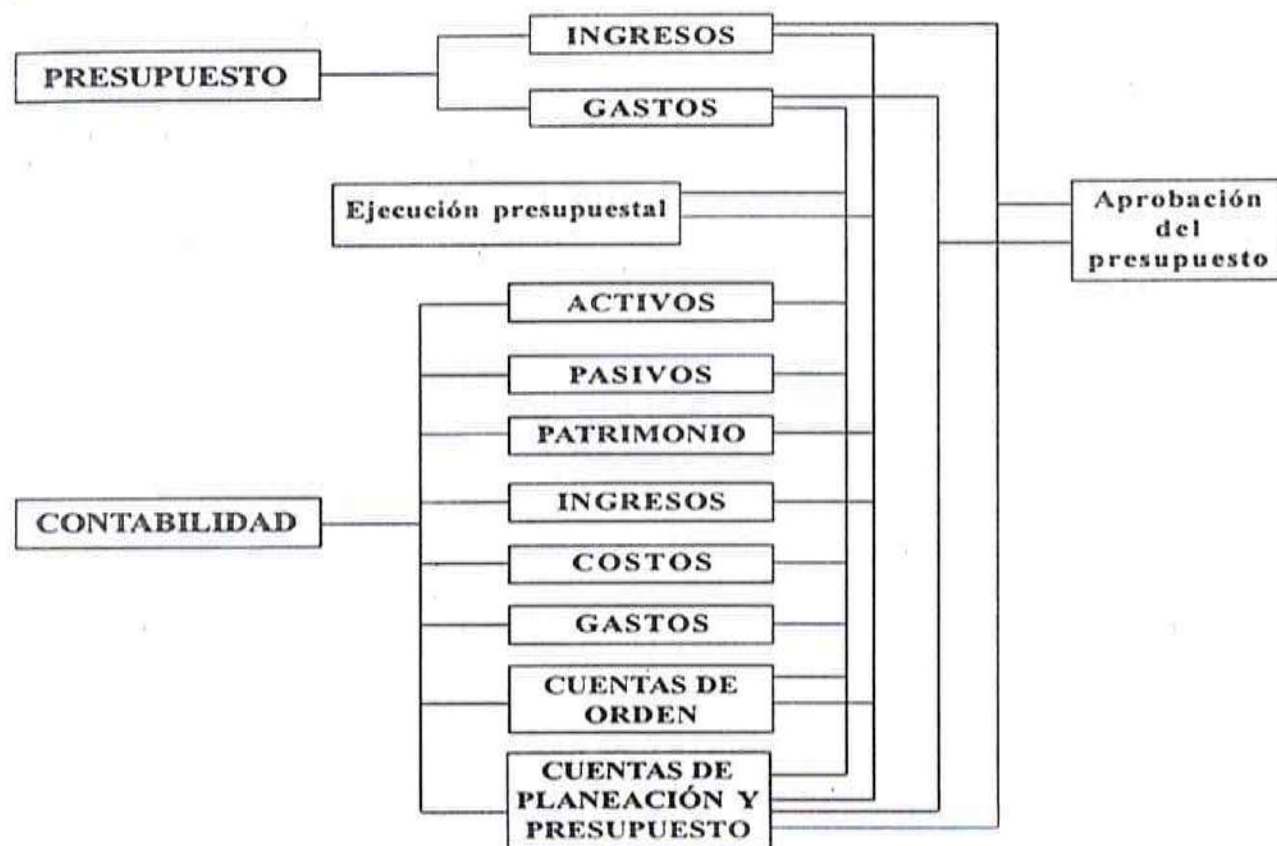 INGRESOS
PRESUPUESTO
GASTOS
Ejecución presupuestal
Aprobación
del
presupuesto
ACTIVOS
PASIVOS
PATRIMONIO
INGRESOS
CONTABILIDAD
COSTOS
GASTOS
CUENTAS DE
ORDEN
CUENTAS DE
PLANEACIÓN Y
PRESUPUESTO